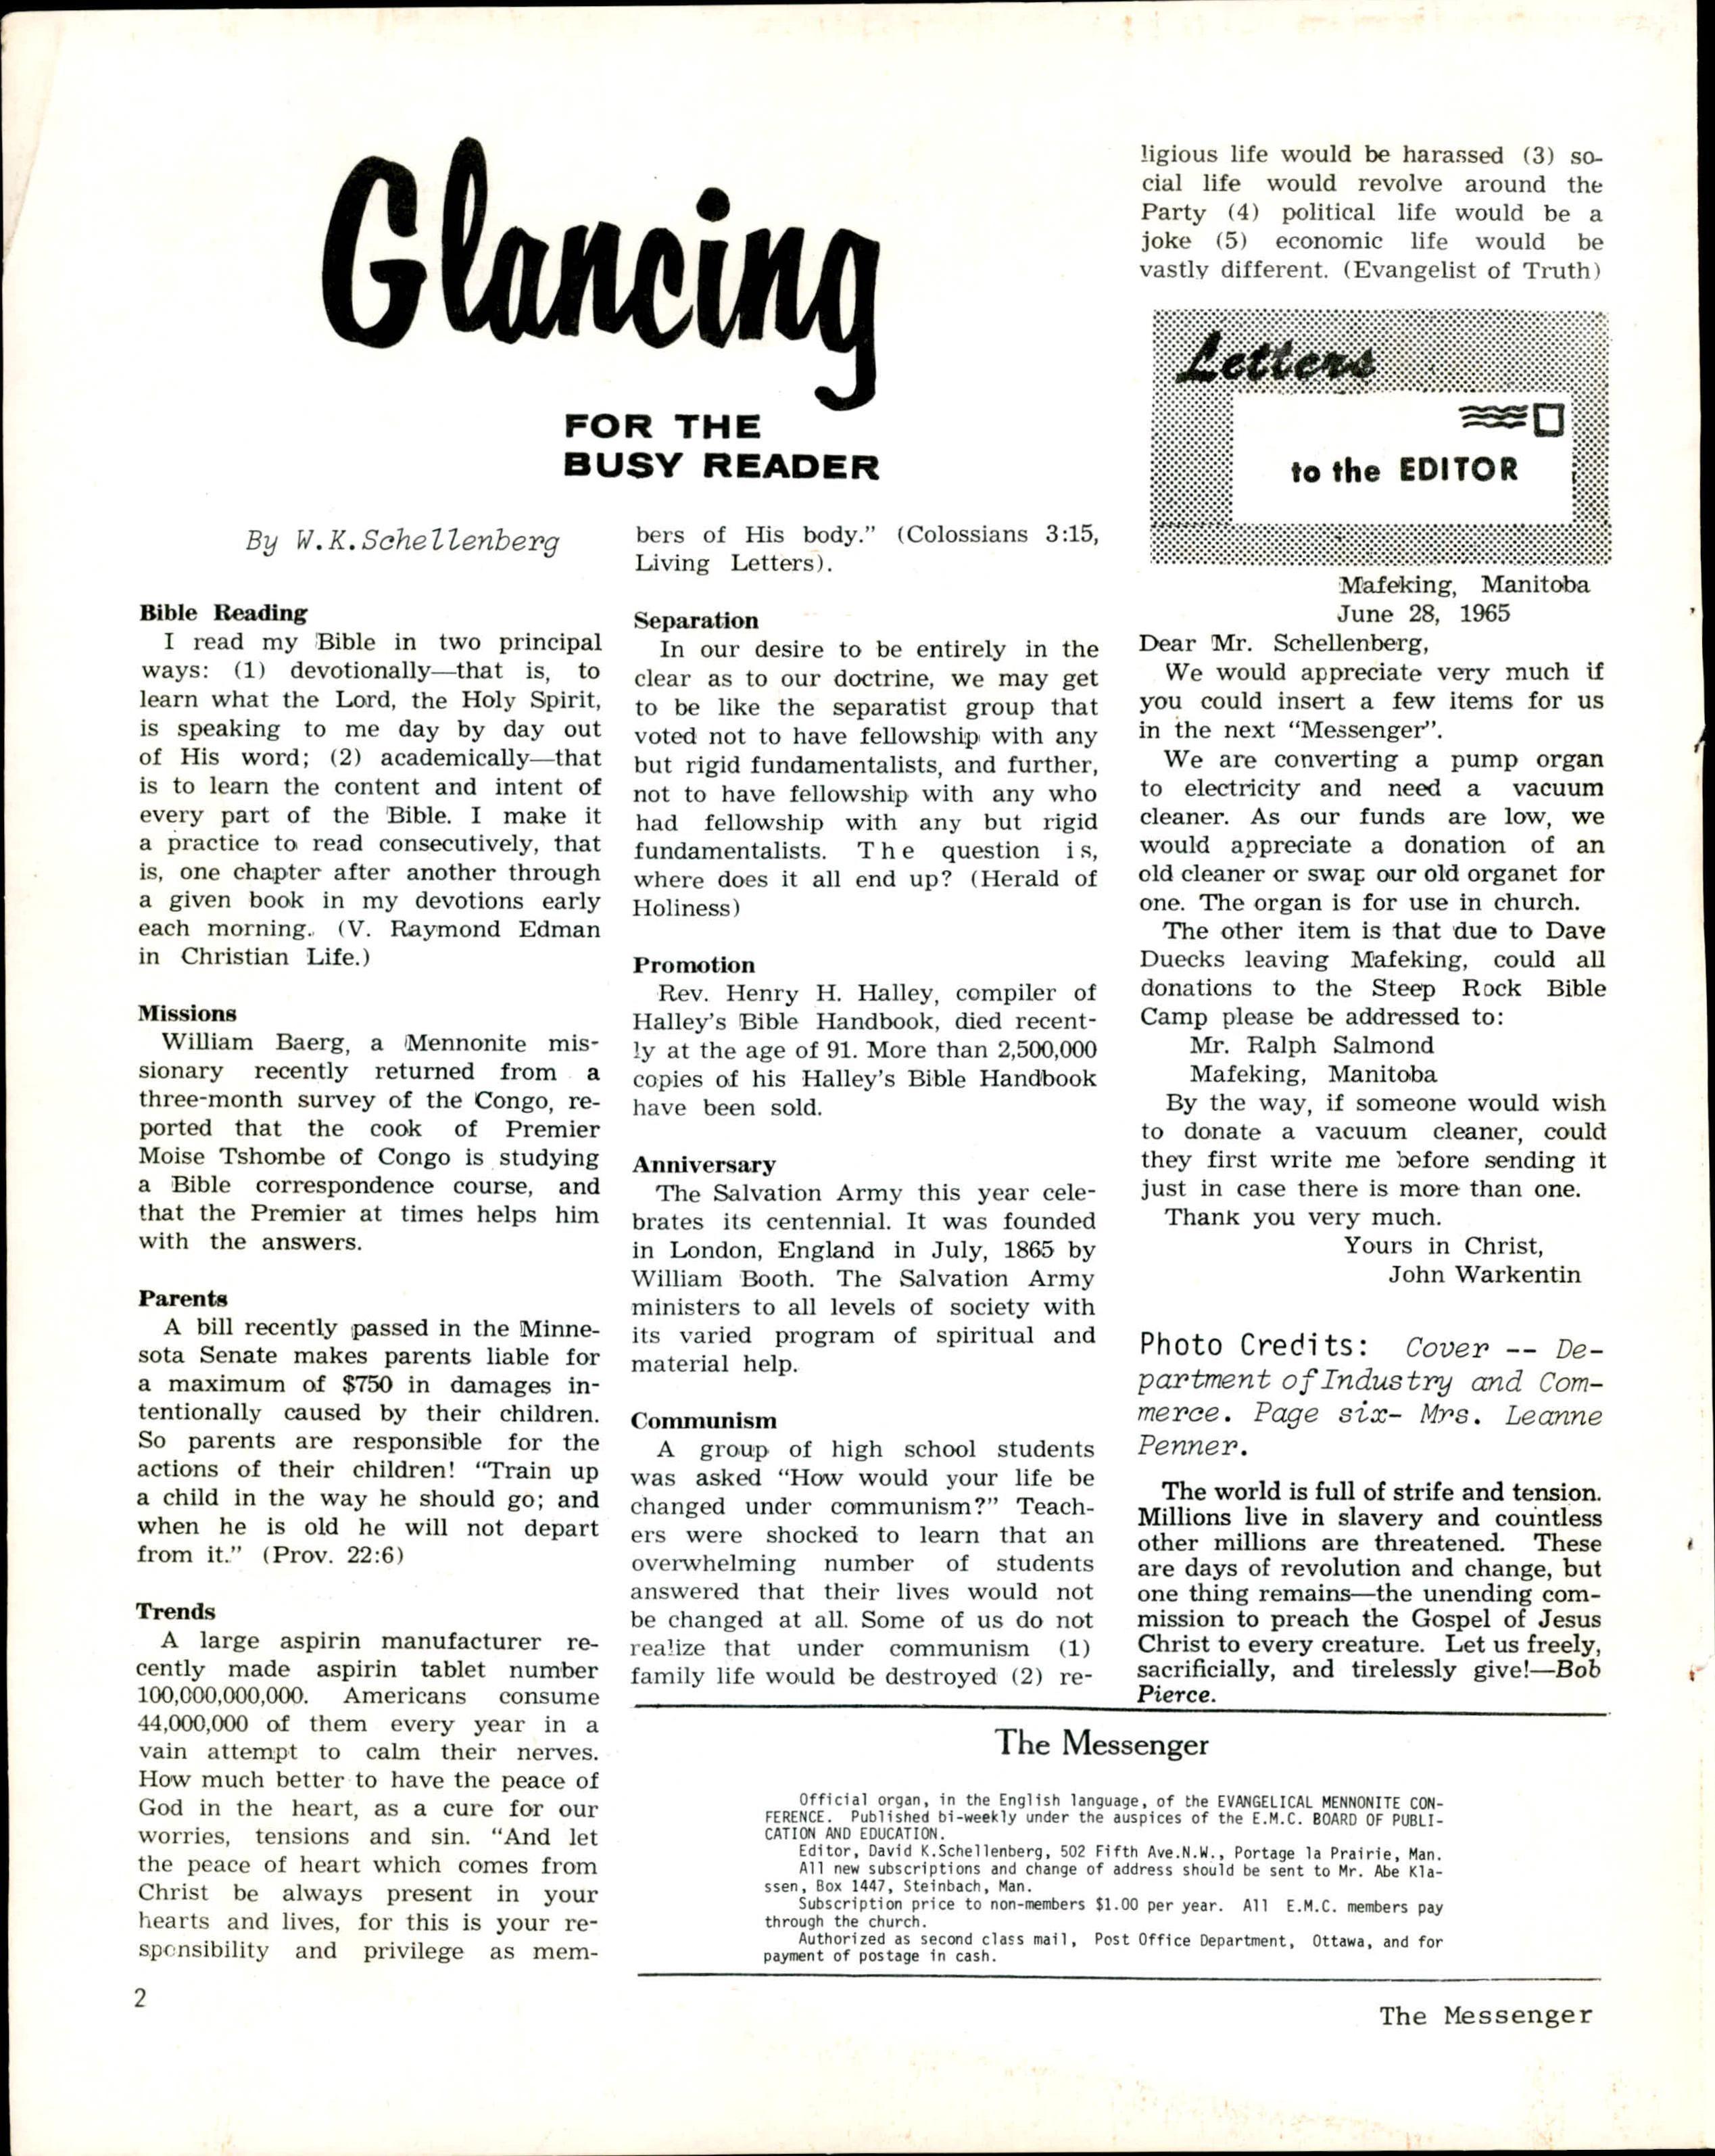 Glancing
FOR THE
BUSY READER
By W.K.Schellenberg
Bible Reading
I read my Bible in two principal
ways: (1) devotionally—that is, to
learn what the Lord, the Holy Spirit,
is speaking to me day by day out
of His word; (2) academically—that
is to learn the content and intent of
every part of the Bible. I make it
a practice to read consecutively, that
is, one chapter after another through
a given book in my devotions early
each morning. (V. Raymond Edman
in Christian Life.)
Missions
William Baerg, a Mennonite mis-
sionary recently returned from a
three-month survey of the Congo, re-
ported that the cook of Premier
Moise Tshombe of Congo is studying
a Bible correspondence course, and
that the Premier at times helps him
with the answers.
Parents
A bill recently passed in the Minne-
sota Senate makes parents liable for
a maximum of $750 in damages in-
tentionally caused by their children.
So parents are responsible for the
actions of their children! "Train up
a child in the way he should go; and
when he is old he will not depart
from it." (Prov. 22:6)
Trends
A large aspirin manufacturer re-
cently made aspirin tablet number
100,000,000,000. Americans consume
44,000,000 of them every year in a
vain attempt to calm their nerves.
How much better to have the peace of
God in the heart, as a cure for our
worries, tensions and sin. "And let
the peace of heart which comes from
Christ be always present in your
hearts and lives, for this is your re-
sponsibility and privilege as mem-
bers of His body." (Colossians 3:15,
Living Letters).
Separation
In our desire to be entirely in the
clear as to our doctrine, we may get
to be like the separatist group that
voted not to have fellowship with any
but rigid fundamentalists, and further,
not to have fellowship with any who
had fellowship with any but rigid
fundamentalists. The question is,
where does it all end up? (Herald of
Holiness)
Promotion
Rev. Henry H. Halley, compiler of
Halley's Bible Handbook, died recent-
ly at the age of 91. More than 2,500,000
copies of his Halley's Bible Handbook
have been sold.
Anniversary
The Salvation Army this year cele-
brates its centennial. It was founded
in London, England in July, 1865 by
William Booth. The Salvation Army
ministers to all levels of society with
its varied program of spiritual and
material help.
Communism
A group of high school students
was asked "How would your life be
changed under communism?" Teach-
ers were shocked to learn that an
overwhelming number of students
answered that their lives would not
be changed at all. Some of us do not
realize that under communism (1)
family life would be destroyed (2) re-
ligious life would be harassed (3) so-
cial life would revolve around the
Party (4) political life would be a
joke (5) economic life would be
vastly different. (Evangelist of Truth)
Letters
to the EDITOR
Mafeking, Manitoba
June 28, 1965
Dear Mr. Schellenberg,
We would appreciate very much if
you could insert a few items for us
in the next "Messenger".
We are converting a pump organ
to electricity and need a vacuum
cleaner. As our funds are low, we
would appreciate a donation of an
old cleaner or swap our old organet for
one. The organ is for use in church.
The other item is that due to Dave
Duecks leaving Mafeking, could all
donations to the Steep Rock Bible
Camp please be addressed to:
Mr. Ralph Salmond
Mafeking, Manitoba
By the way, if someone would wish
to donate a vacuum cleaner, could
they first write me before sending it
just in case there is more than one.
Thank you very much.
Yours in Christ,
John Warkentin
Photo Credits: Cover -- De-
partment of Industry and Com-
merce. Page six- Mrs. Leanne
Penner.
The world is full of strife and tension.
Millions live in slavery and countless
other millions are threatened. These
are days of revolution and change, but
one thing remains—the unending com-
mission to preach the Gospel of Jesus
Christ to every creature. Let us freely,
sacrificially, and tirelessly give!—Bob
Pierce.
The Messenger
Official organ, in the English language, of the EVANGELICAL MENNONITE CON-
FERENCE. Published bi-weekly under the auspices of the E.M.C. BOARD OF PUBLI-
CATION AND EDUCATION.
Editor, David K.Schellenberg, 502 Fifth Ave.N.W., Portage la Prairie, Man.
All new subscriptions and change of address should be sent to Mr. Abe Kla-
ssen, Box 1447, Steinbach, Man.
Subscription price to non-members $1.00 per year. All E.M.C. members pay
through the church.
Authorized as second class mail, Post Office Department, Ottawa, and for
payment of postage in cash.
2
The Messenger